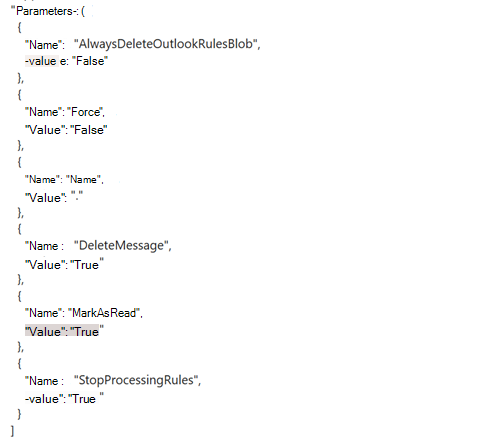 "Parameters-: (
{
"Name": "AlwaysDeleteOutlookRulesBlob",
-value e: "False"
},
{
"Name": "Force",
"Value": "False"
},
{
"Name": "Name",
"Value": "."
},
{
"Name : "DeleteMessage",
"Value": "True"
},
{
"Name": "MarkAsRead",
"Value": "True"
},
{
"Name : "StopProcessingRules",
-value": "True "
}
]